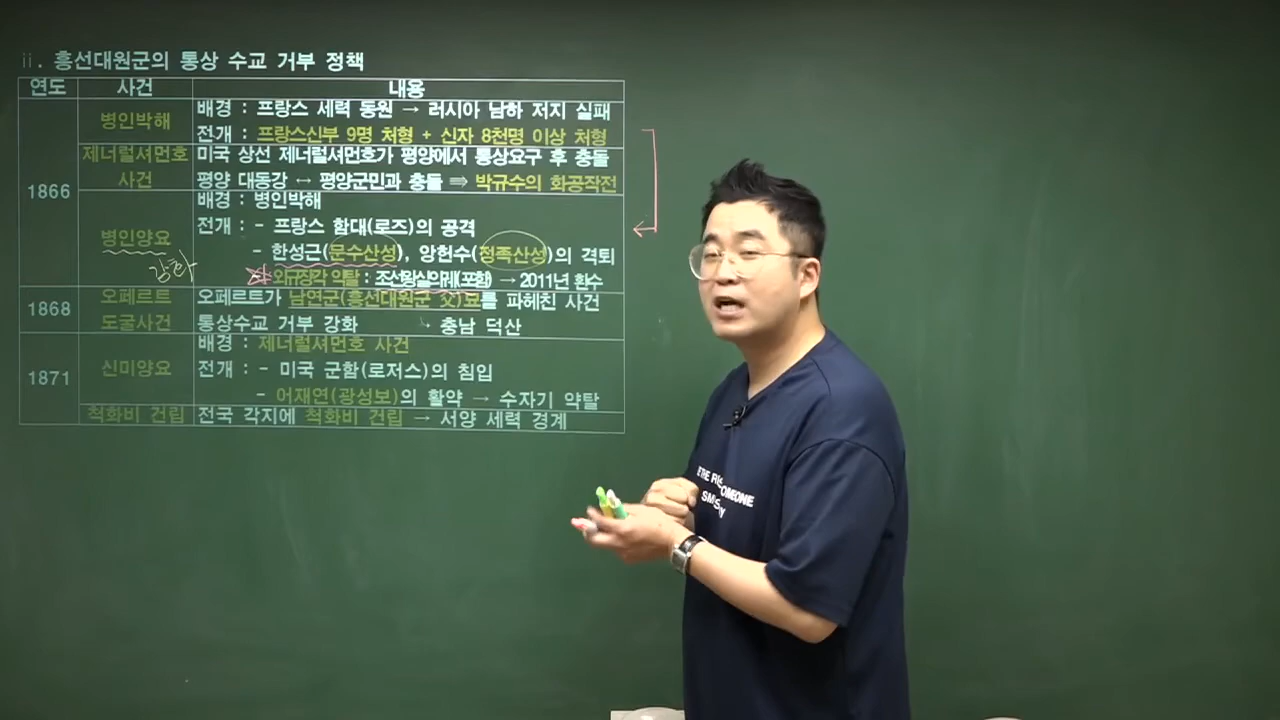 ii. 흥선대원군의 통상 수교 거부 정책
연도 사건 내용
1866
병인박해
배경 : 프랑스 세력 동원 → 러시아 남하 저지 실패
전개 : 프랑스신부 9명 처형 + 신자 8천명 이상 처형
제너럴셔먼호 사건
미국 상선 제너럴셔먼호가 평양에서 통상요구 후 충돌
평양 대동강 ↔ 평양군민과 충돌 ⇒ 박규수의 화공작전
병인양요
강화
배경 : 병인박해
전개 : - 프랑스 함대(로즈)의 공격
- 한성근(문수산성), 양헌수(정족산성)의 격퇴
외규장각 약탈 : 조선왕실의궤(포함) → 2011년 환수
1868
오페르트 도굴사건
오페르트가 남연군(흥선대원군 父)묘를 파헤친 사건
통상수교 거부 강화 충남 덕산
1871
신미양요
배경 : 제너럴셔먼호 사건
전개 : - 미국 군함(로저스)의 침입
- 어재연(광성보)의 활약 → 수자기 약탈
척화비 건립 전국 각지에 척화비 건립 → 서양 세력 경계